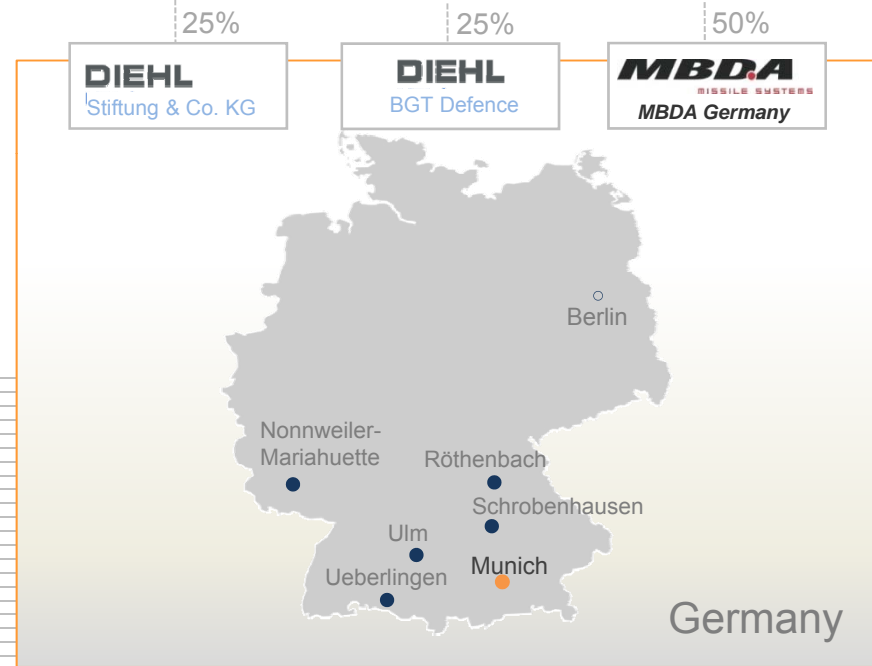 25%
25%
50%
DIEHL
Stiftung & Co. KG
DIEHL
BGT Defence
MBDA
MISSILE SYSTEMS
MBDA Germany
Berlin
Nonnweiler-
Mariahuette
Röthenbach
Schrobenhausen
Ulm
Munich
Ueberlingen
Germany